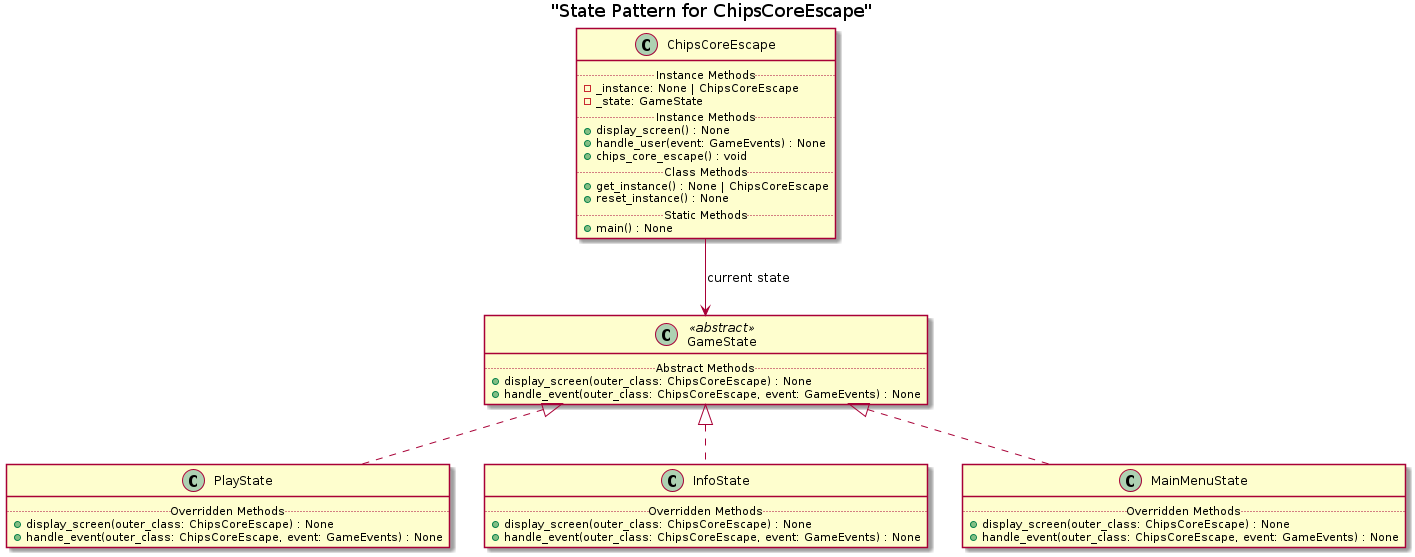 "State Pattern for ChipsCoreEscape"
C ChipsCoreEscape
Instance Methods
_instance: None | ChipsCoreEscape
_state: GameState
Instance Methods
display_screen() : None
handle_user(event: GameEvents) : None
chips_core_escape() : void
Class Methods
get_instance() : None | ChipsCoreEscape
reset_instance() : None
Static Methods
main() : None
current state
C «abstract»
GameState
Abstract Methods
display_screen(outer_class: ChipsCoreEscape) : None
handle_event(outer_class: ChipsCoreEscape, event: GameEvents) : None
C PlayState
Overridden Methods
display_screen(outer_class: ChipsCoreEscape) : None
handle_event(outer_class: ChipsCoreEscape, event: GameEvents) : None
C InfoState
Overridden Methods
display_screen(outer_class: ChipsCoreEscape) : None
handle_event(outer_class: ChipsCoreEscape, event: GameEvents) : None
C MainMenuState
Overridden Methods
display_screen(outer_class: ChipsCoreEscape) : None
handle_event(outer_class: ChipsCoreEscape, event: GameEvents) : None